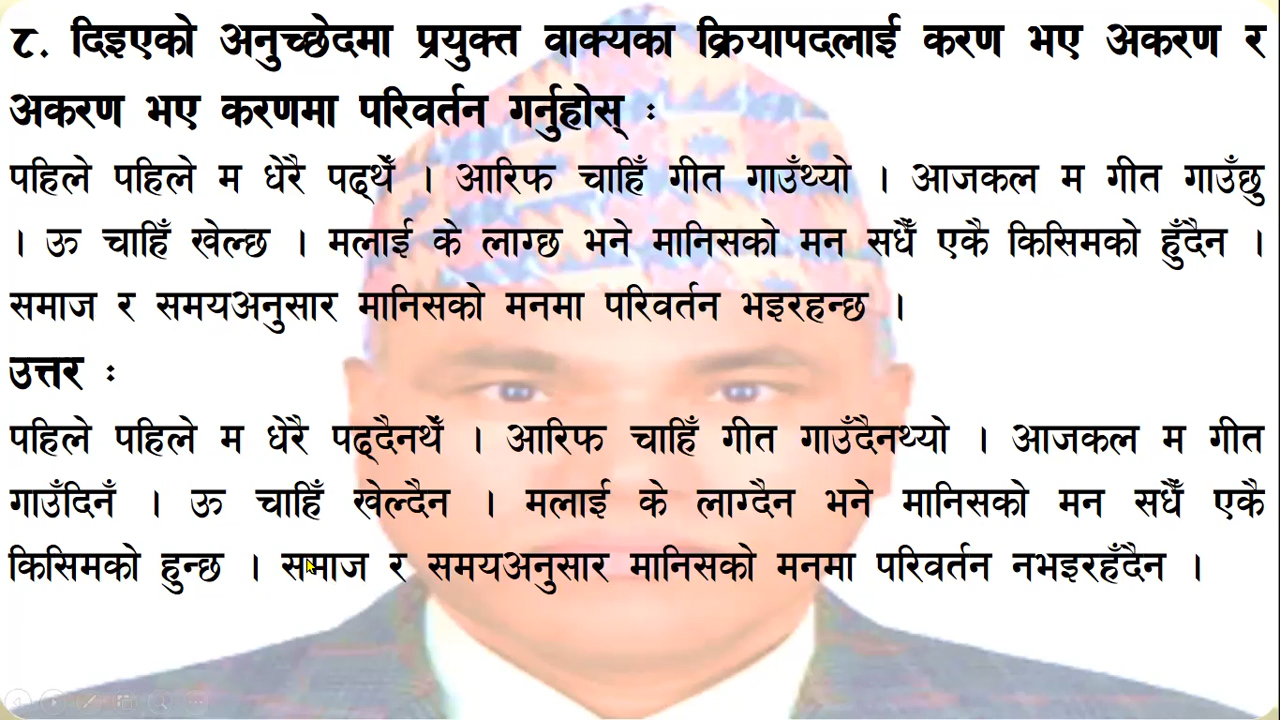 ८. दिइएको अनुच्छेदमा प्रयुक्त वाक्यका क्रियापदलाई करण भए अकरण र
अकरण भए करणमा परिवर्तन गर्नुहोस् :
पहिले पहिले म धेरै पढ्थेँ । आरिफ चाहिँ गीत गाउँथ्यो । आजकल म गीत गाउँछु
। ऊ चाहिँ खेल्छ । मलाई के लाग्छ भने मानिसको मन सधैँ एकै किसिमको हुँदैन ।
समाज र समयअनुसार मानिसको मनमा परिवर्तन भइरहन्छ ।
उत्तर :
पहिले पहिले म धेरै पढ्दैनथेँ । आरिफ चाहिँ गीत गाउँदैनथ्यो । आजकल म गीत
गाउँदिनँ । ऊ चाहिँ खेल्दैन । मलाई के लाग्दैन भने मानिसको मन सधैँ एकै
किसिमको हुन्छ । समाज र समयअनुसार मानिसको मनमा परिवर्तन नभइरहँदैन ।